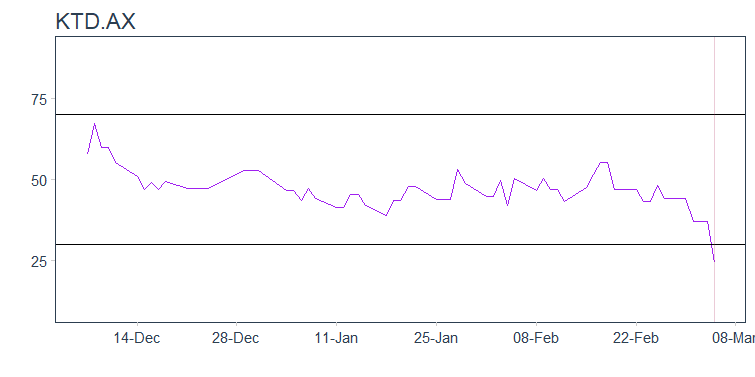 KTD.AX
75
50
25
14-Dec
28-Dec
11-Jan
25-Jan
08-Feb
22-Feb
08-Mar